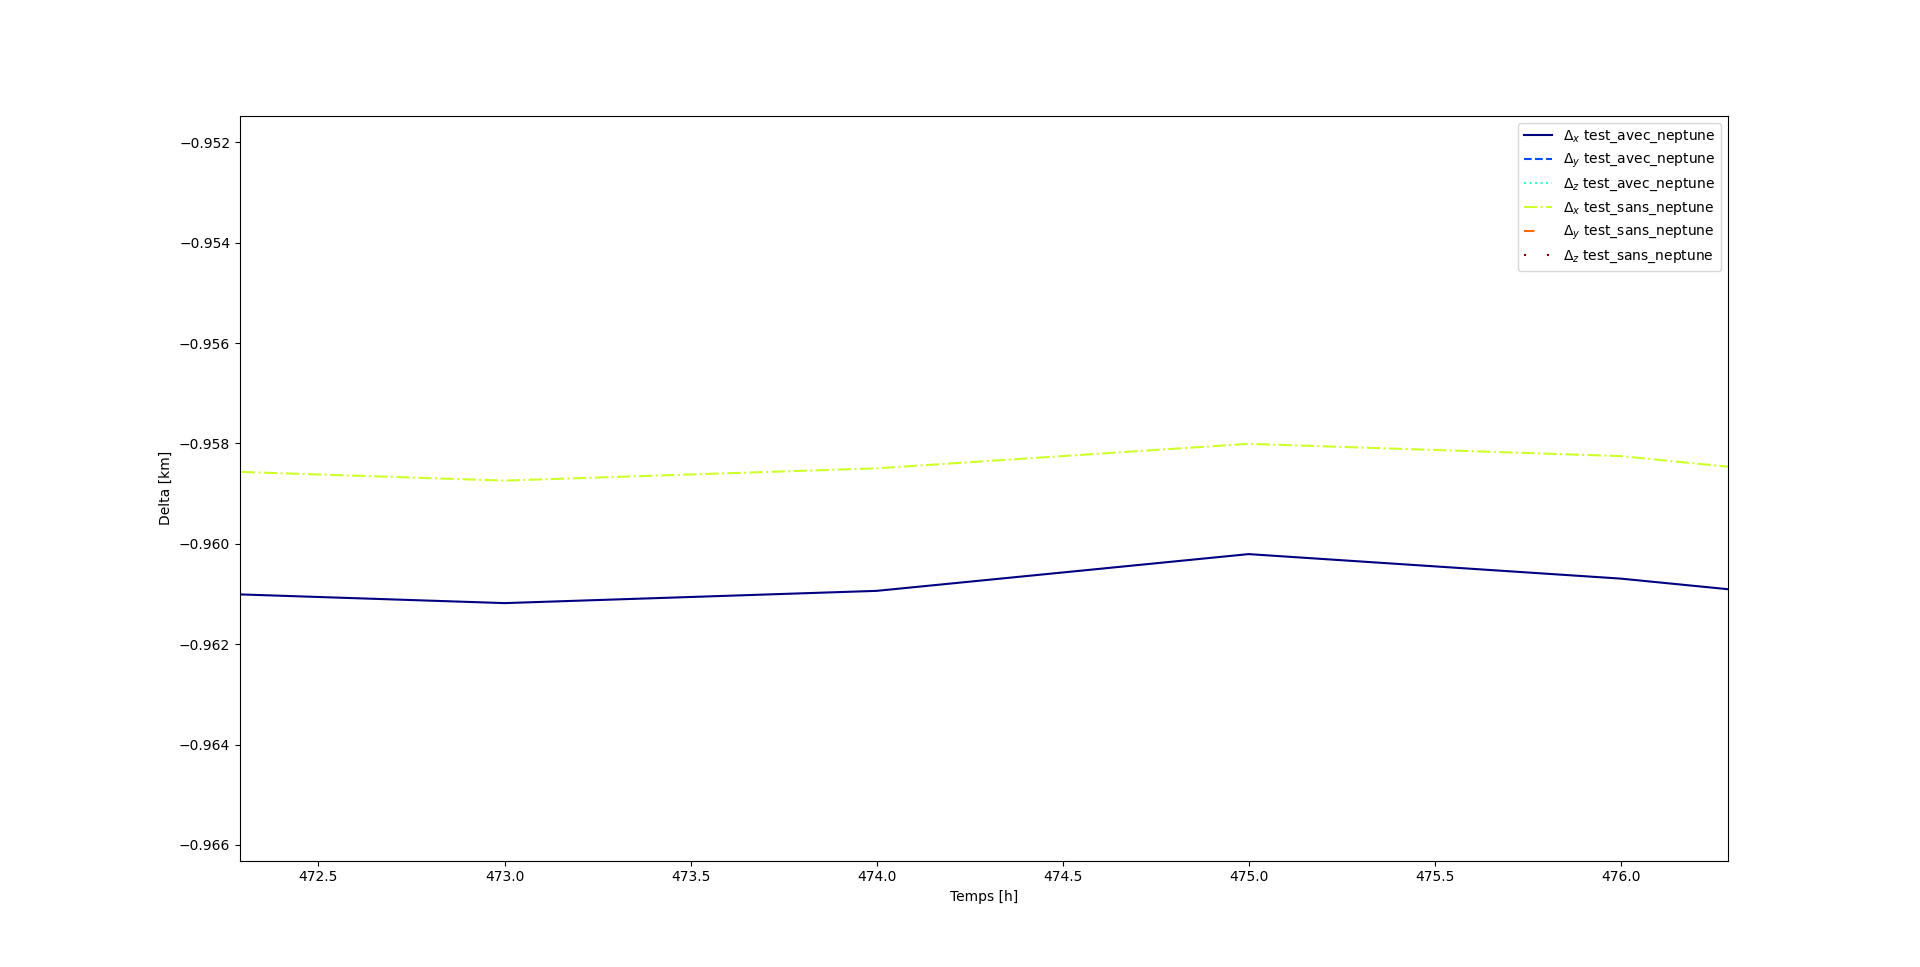 −0.952
−0.954
−0.956
−0.958
−0.960
−0.962
−0.964
−0.966
Delta [km]
472.5 473.0 473.5 474.0 474.5 475.0 475.5 476.0
Temps [h]
Δx test_avec_neptune
Δy test_avec_neptune
Δz test_avec_neptune
Δx test_sans_neptune
Δy test_sans_neptune
Δz test_sans_neptune